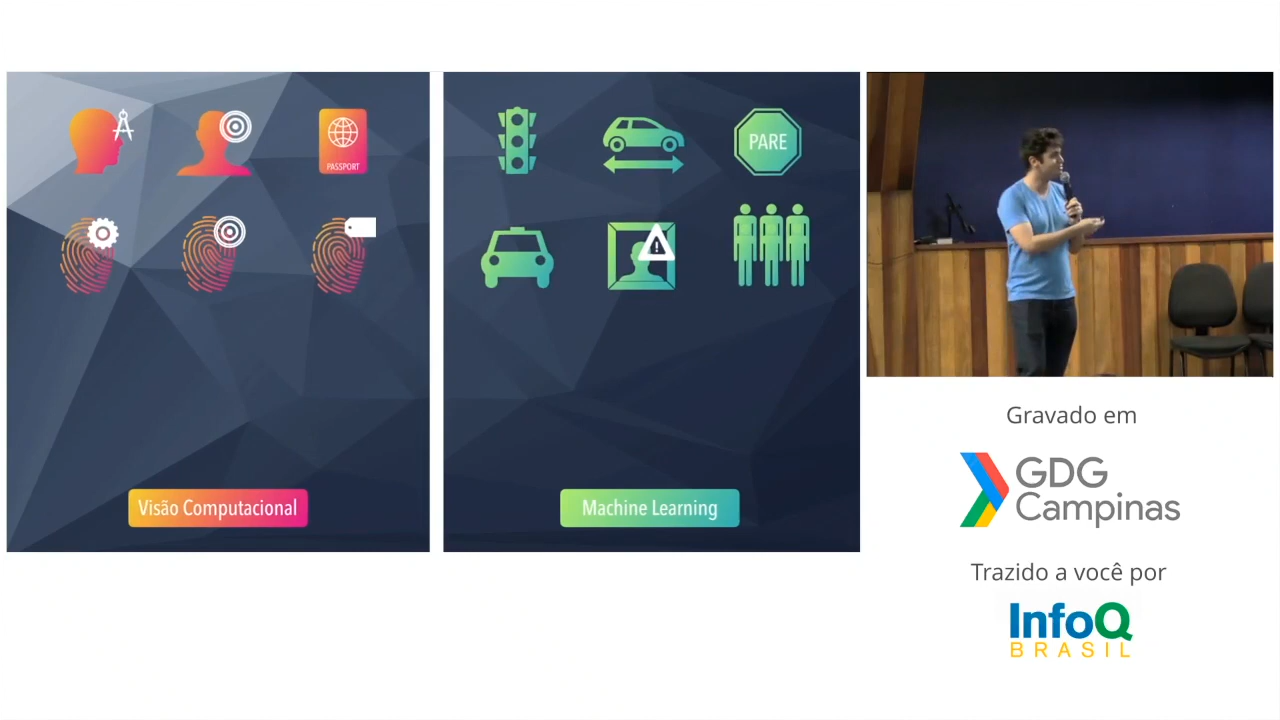 PASSPORT
Visão Computacional
PARE
Machine Learning
Gravado em
GDG
Campinas
Trazido a você por
InfoQ
BRASIL